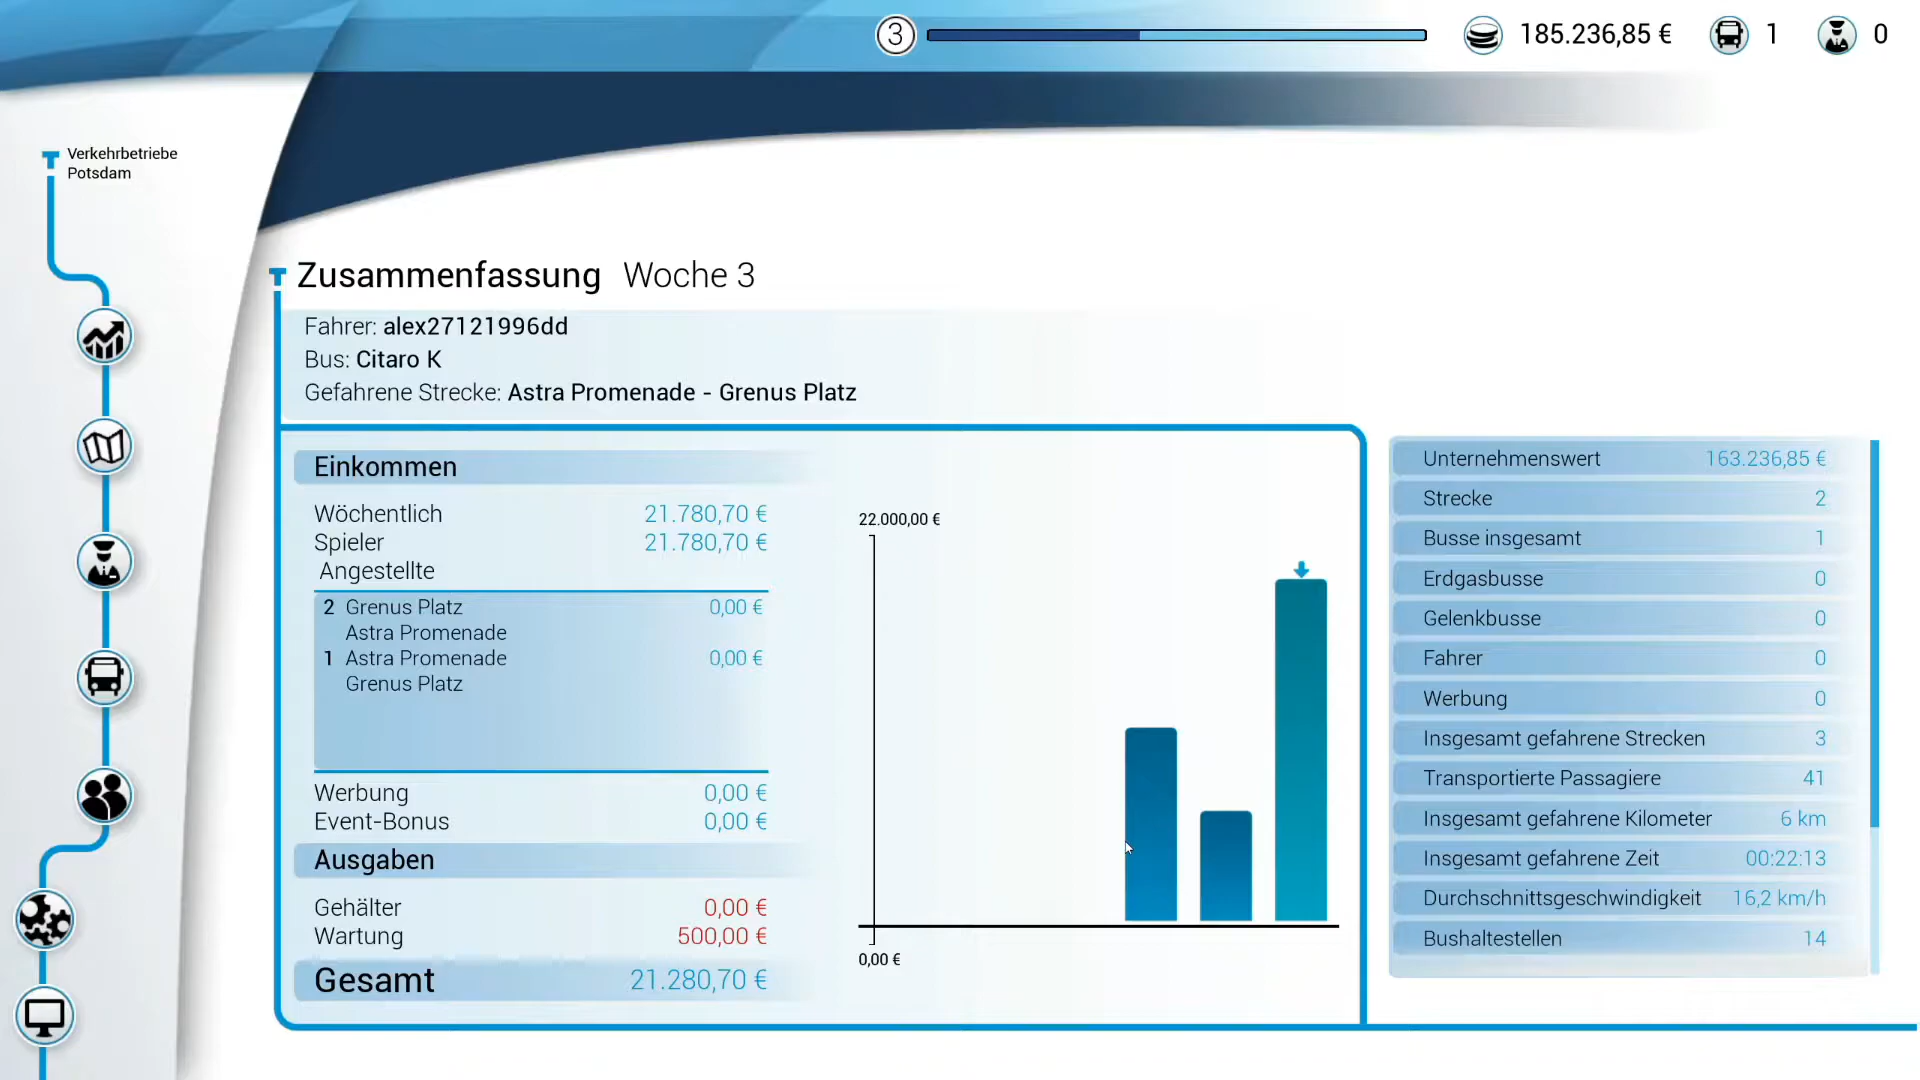 3
185.236,85 €
1
0
Verkehrbetriebe
Potsdam
Zusammenfassung Woche 3
Fahrer: alex27121996dd
Bus: Citaro K
Gefahrene Strecke: Astra Promenade - Grenus Platz
Einkommen
Wöchentlich 21.780,70 €
Spieler 21.780,70 €
Angestellte
2 Grenus Platz 0,00 €
Astra Promenade
1 Astra Promenade 0,00 €
Grenus Platz
Werbung 0,00 €
Event-Bonus 0,00 €
Ausgaben
Gehälter 0,00 €
Wartung 500,00 €
Gesamt 21.280,70 €
22.000,00 €
0,00 €
Unternehmenswert 163.236,85 €
Strecke 2
Busse insgesamt 1
Erdgasbusse 0
Gelenkbusse 0
Fahrer 0
Werbung 0
Insgesamt gefahrene Strecken 3
Transportierte Passagiere 41
Insgesamt gefahrene Kilometer 6 km
Insgesamt gefahrene Zeit 00:22:13
Durchschnittsgeschwindigkeit 16,2 km/h
Bushaltestellen 14